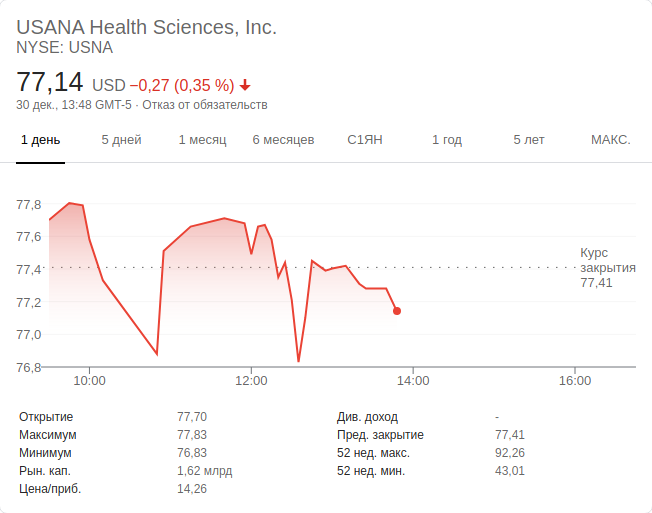 USANA Health Sciences, Inc.
NYSE: USNA
77,14 USD −0,27 (0,35 %)
30 дек., 13:48 GMT-5 · Отказ от обязательств
1 день 5 дней 1 месяц 6 месяцев С1ЯН 1 год 5 лет МАКС.
77,8
77,6
77,4
77,2
77,0
76,8
Курс
закрытия
77,41
10:00 12:00 14:00 16:00
Открытие 77,70 Див. доход -
Максимум 77,83 Пред. закрытие 77,41
Минимум 76,83 52 нед. макс. 92,26
Рын. кап. 1,62 млрд 52 нед. мин. 43,01
Цена/приб. 14,26